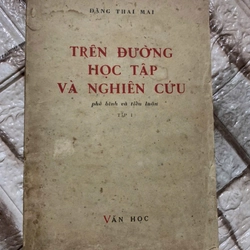 ĐẶNG THAI MAI
TRÊN ĐƯỜNG
HỌC TẬP
VÀ NGHIÊN CỨU
phê bình và tiểu luận
TẬP I
VĂN HỌC